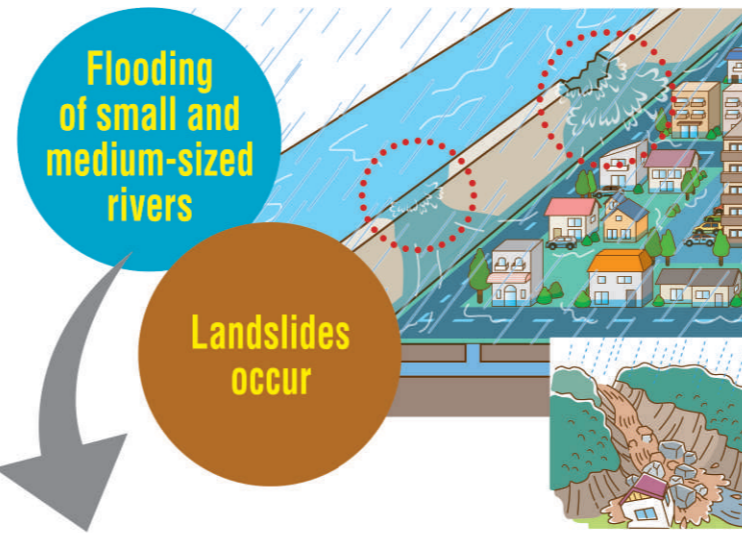 Flooding
of small and
medium-sized
rivers
Landslides
occur